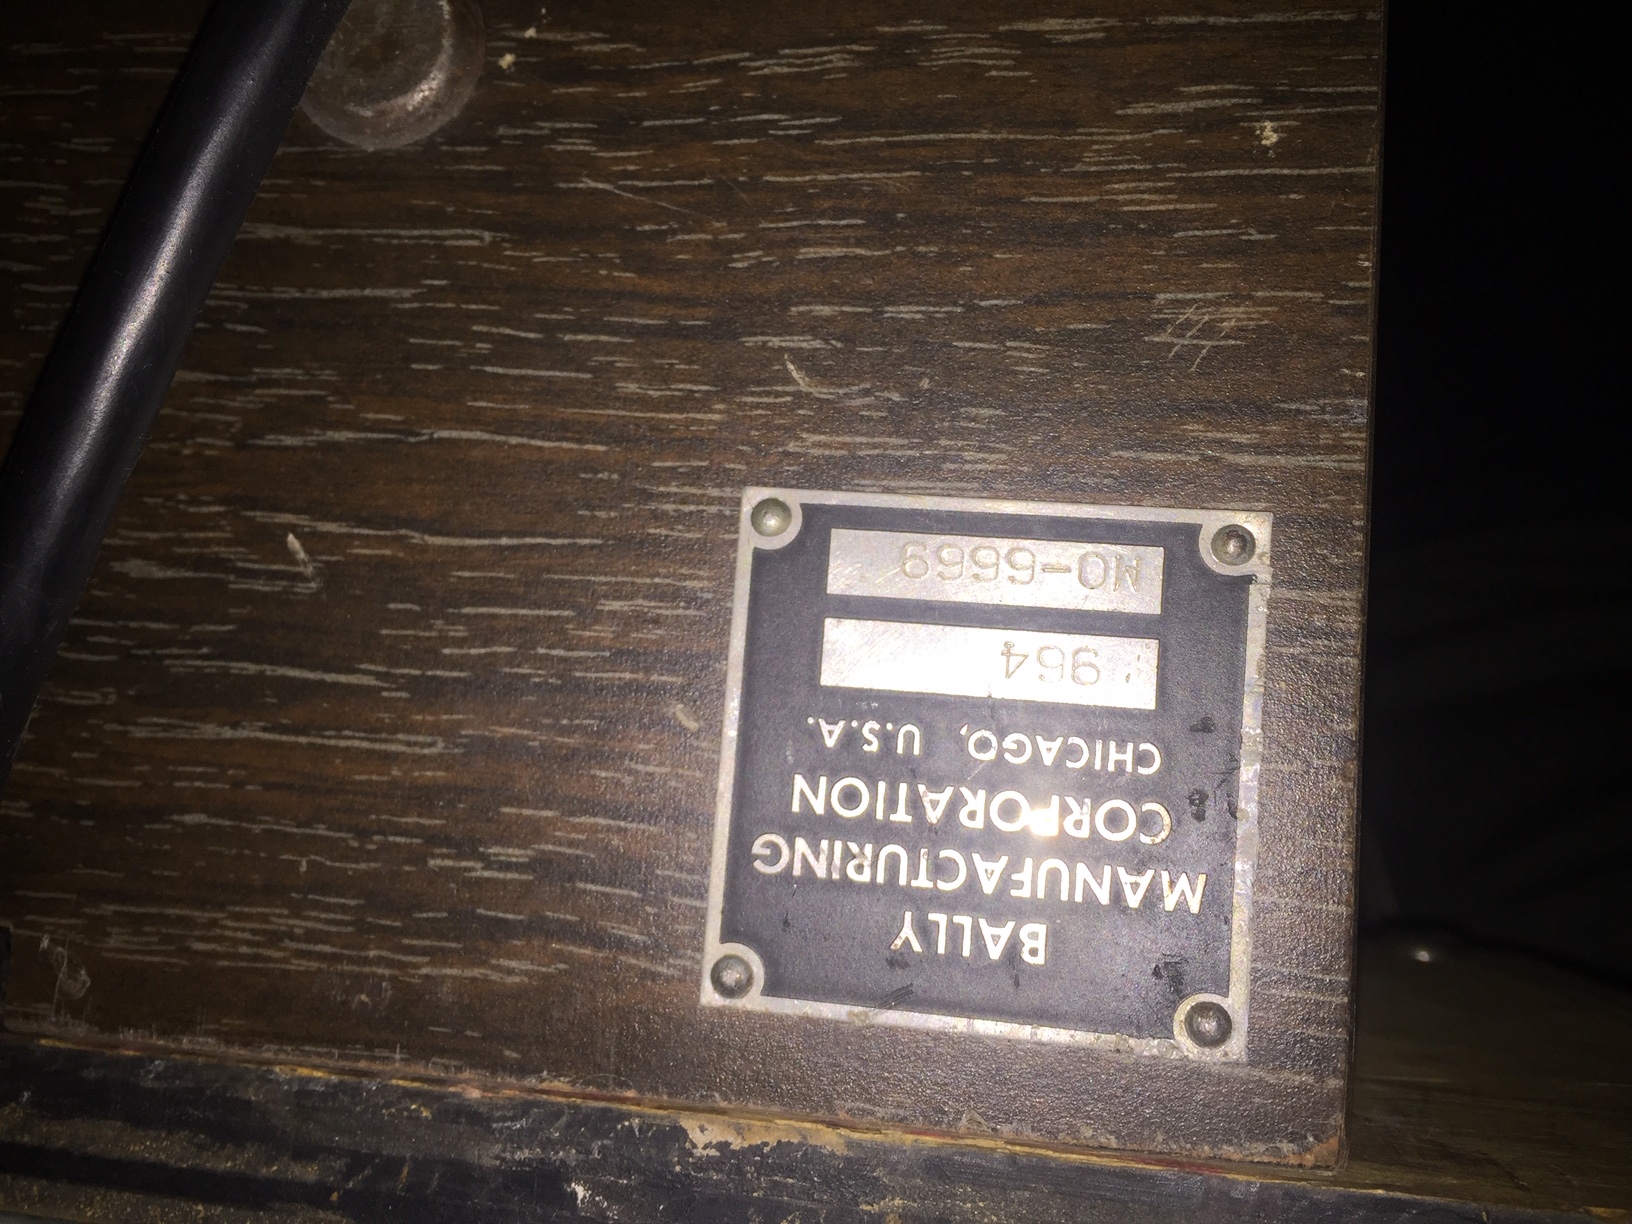 BALLY
MANUFACTURING
CORPORATION
CHICAGO, U.S.A.
964
MO-6669